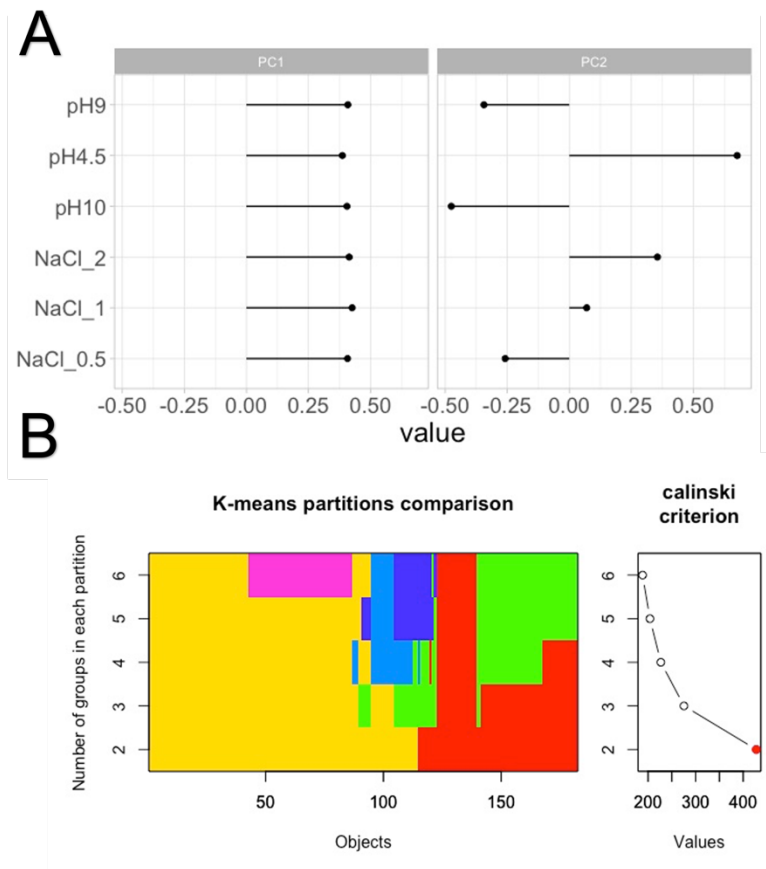 A
PC1 PC2
pH9
pH4.5
pH10
NaCl_2
NaCl_1
NaCl_0.5
-0.50 -0.25 0.00 0.25 0.50 -0.50 -0.25 0.00 0.25 0.50
value
B
K-means partitions comparison
calinski
criterion
Number of groups in each partition
6 6
5 5
4 4
3 3
2 2
50 100 150 200 300 400
Objects Values